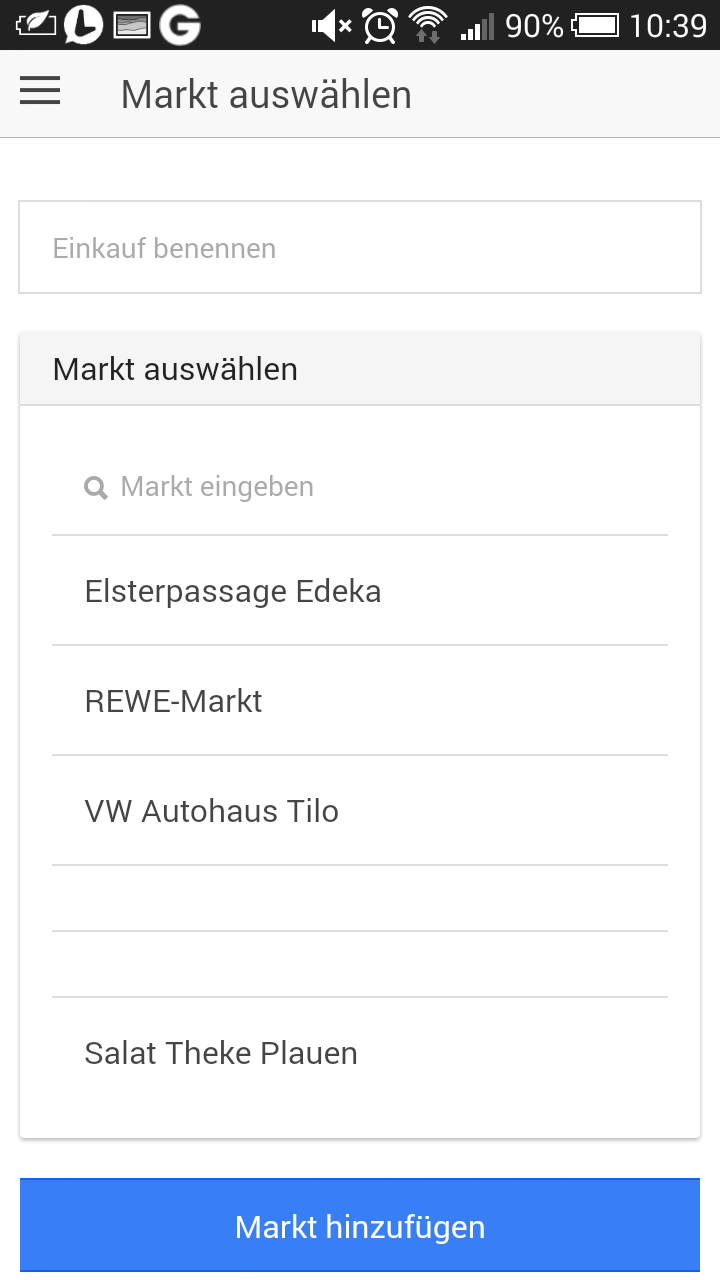 90% 10:39
Markt auswählen
Einkauf benennen
Markt auswählen
Markt eingeben
Elsterpassage Edeka
REWE-Markt
VW Autohaus Tilo
Salat Theke Plauen
Markt hinzufügen